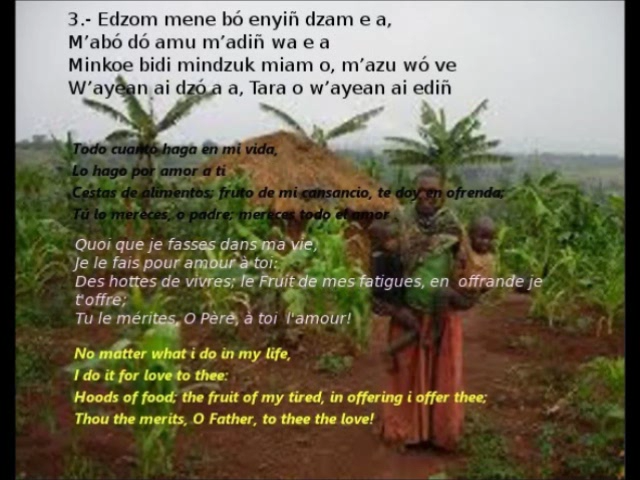 3.- Edzom mene bó enyiñ dzam e a,
M’abó dó amu m’adiñ wa e a
Minkoe bidi mindzuk miam o, m’azu wó ve
W’ayean ai dzó a a, Tara o w’ayean ai ediñ
Todo cuanto haga en mi vida,
Lo hago por amor a ti
Cestas de alimentos; fruto de mi cansancio, te doy en ofrenda;
Tú lo mereces, o padre; mereces todo el amor
Quoi que je fasses dans ma vie,
Je le fais pour amour à toi:
Des hottes de vivres; le Fruit de mes fatigues, en offrande je
t'offre;
Tu le mérites, O Père, à toi l'amour!
No matter what i do in my life,
I do it for love to thee:
Hoods of food; the fruit of my tired, in offering i offer thee;
Thou the merits, O Father, to thee the love!